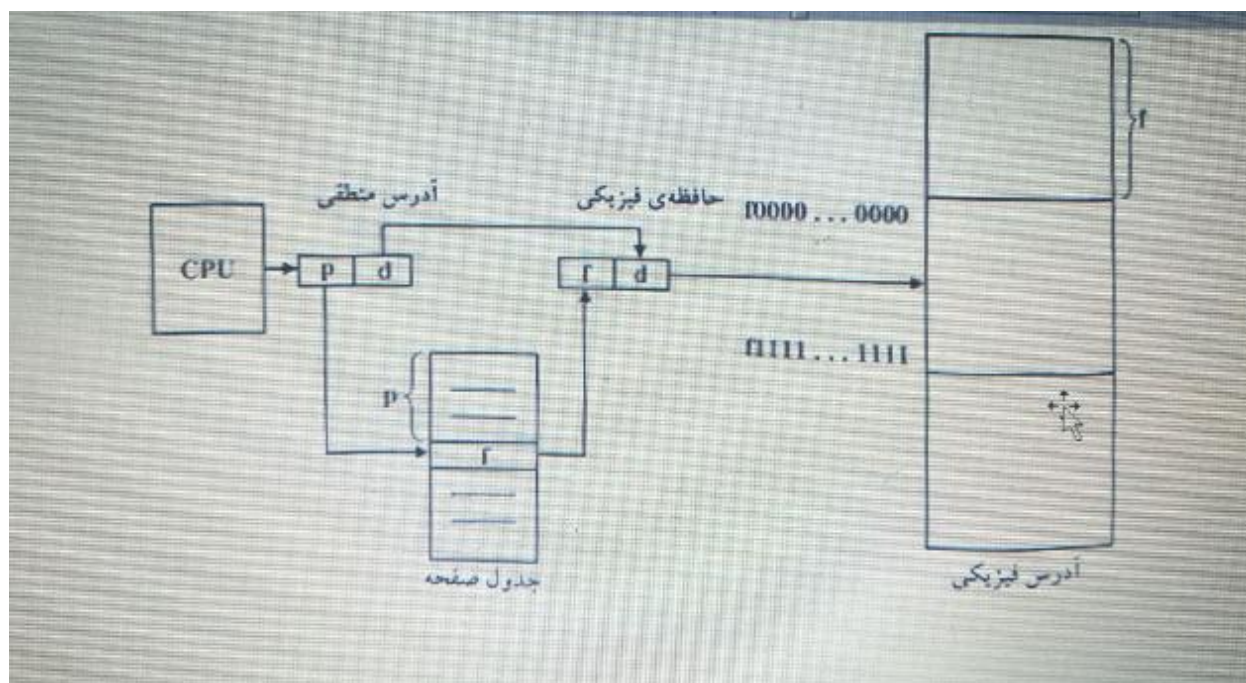 آدرس منطقی
حافظه‌ی فیزیکی
f
f0000 . . . 0000
CPU
p d
f d
f1111 . . . 1111
p
f
جدول صفحه
آدرس فیزیکی